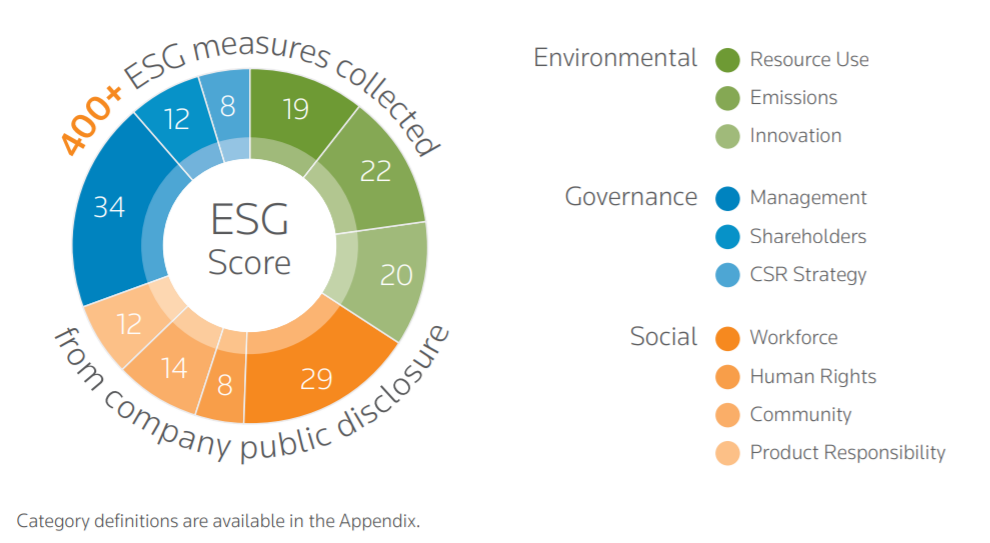 400+ ESG measures collected
19
22
20
29
8
14
12
34
12
8
ESG
Score
from company public disclosure
Environmental
Resource Use
Emissions
Innovation
Governance
Management
Shareholders
CSR Strategy
Social
Workforce
Human Rights
Community
Product Responsibility
Category definitions are available in the Appendix.